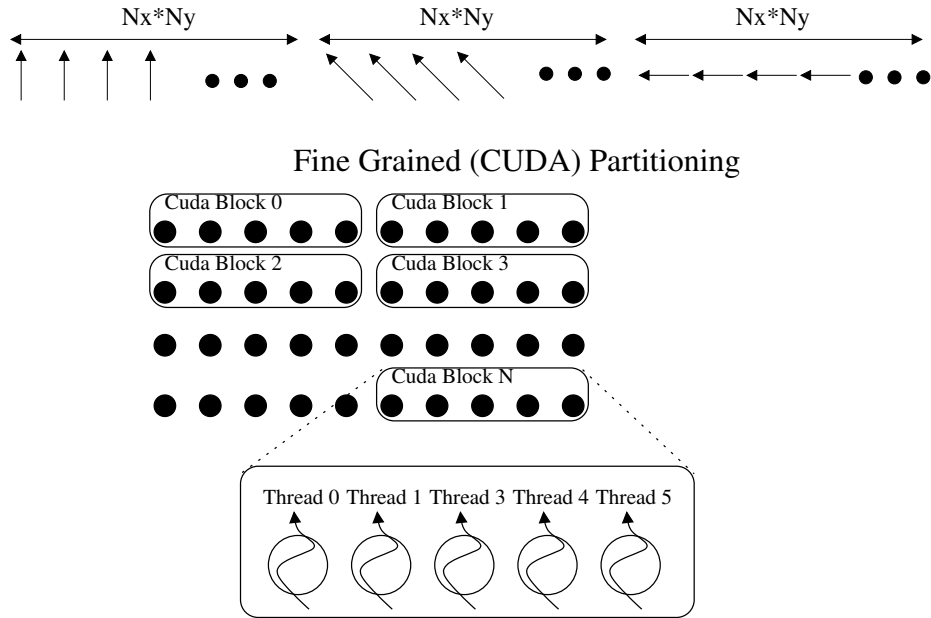 Nx*Ny Nx*Ny Nx*Ny
Fine Grained (CUDA) Partitioning
Cuda Block 0 Cuda Block 1
Cuda Block 2 Cuda Block 3
Cuda Block N
Thread 0 Thread 1 Thread 3 Thread 4 Thread 5